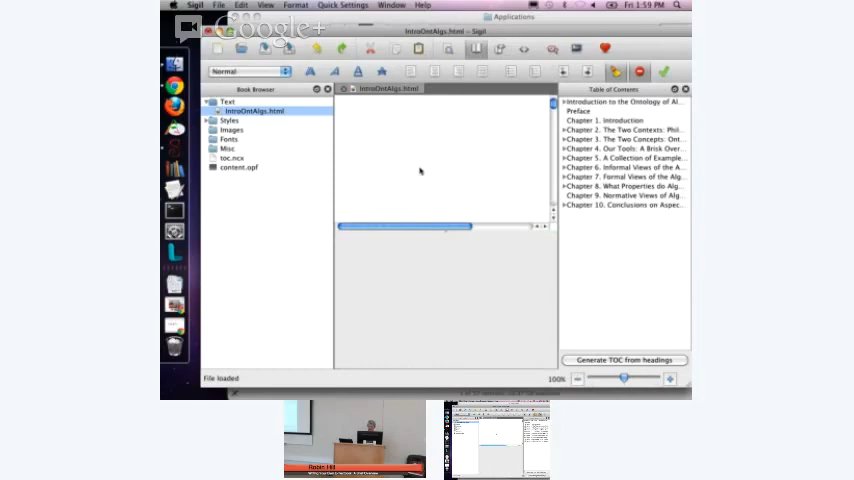 Sigil File Edit View Format Quick Settings Window Help
Fri 1:59 PM
Applications
Google+
IntroOntAlgs.html — Sigil
Normal
Book Browser
IntroOntAlgs.html
Table of Contents
Text
IntroOntAlgs.html
Styles
Images
Fonts
Misc
toc.ncx
content.opf
Introduction to the Ontology of Al...
Preface
Chapter 1. Introduction
Chapter 2. The Two Contexts: Phil...
Chapter 3. The Two Concepts: Ont...
Chapter 4. Our Tools: A Brisk Over...
Chapter 5. A Collection of Example...
Chapter 6. Informal Views of the A...
Chapter 7. Formal Views of the Alg...
Chapter 8. What Properties do Alg...
Chapter 9. Normative Views of Alg...
Chapter 10. Conclusions on Aspec...
Generate TOC from headings
File loaded
100%
Robin Hill